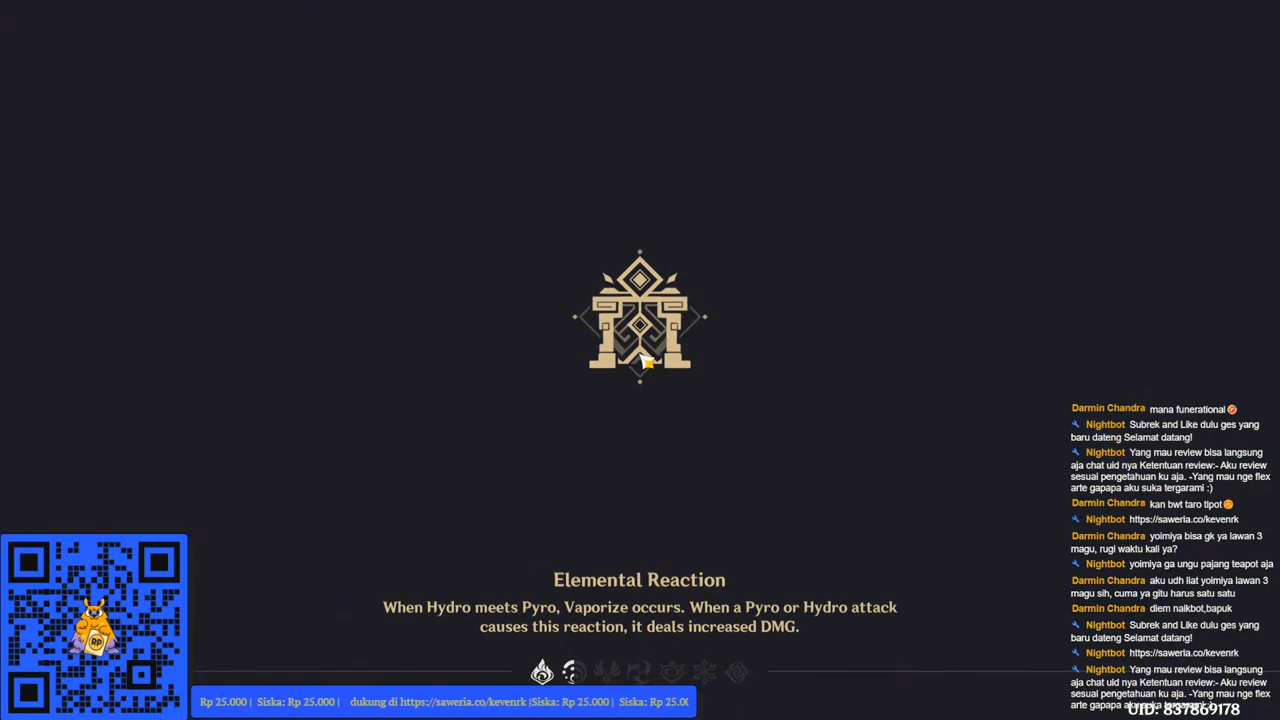 Darmin Chandra mana funerational🤣
Nightbot Subrek and Like dulu ges yang
baru dateng Selamat datang!
Nightbot Yang mau review bisa langsung
aja chat uid nya Ketentuan review:- Aku review
sesuai pengetahuan ku aja. -Yang mau nge flex
arte gapapa aku suka tergaram! :)
Darmin Chandra kan bwt taro tipot😊
Nightbot https://saweria.co/kevenrk
Darmin Chandra yoimiya bisa gk ya lawan 3
magu, rugi waktu kali ya?
Nightbot yoimiya ga ungu pajang teapot aja
Darmin Chandra aku udh liat yoimiya lawan 3
magu sih, cuma ya gitu harus satu satu
Darmin Chandra diem naikbot,bapuk
Nightbot Subrek and Like dulu ges yang
baru dateng Selamat datang!
Nightbot https://saweria.co/kevenrk
Nightbot Yang mau review bisa langsung
aja chat uid nya Ketentuan review:- Aku review
sesuai pengetahuan ku aja. -Yang mau nge flex
arte gapapa aku suka tergaram! :)
Elemental Reaction
When Hydro meets Pyro, Vaporize occurs. When a Pyro or Hydro attack
causes this reaction, it deals increased DMG.
RP
Rp 25.000 | Siska: Rp 25.000 | dukung di https://saweria.co/kevenrk |Siska: Rp 25.000 | Siska: Rp 25.0
UID: 837869178